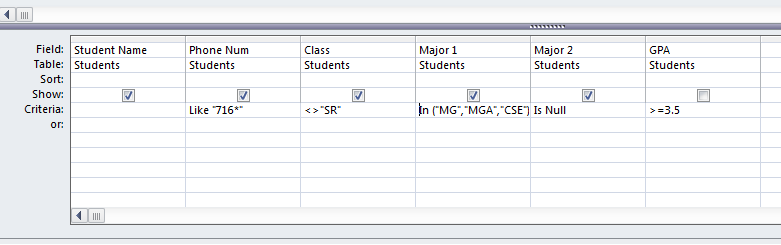 Field: Student Name Phone Num Class Major 1 Major 2 GPA
Table: Students Students Students Students Students Students
Sort:
Show:
Criteria: Like "716*" <>"SR" In ("MG","MGA","CSE") Is Null >=3.5
or: